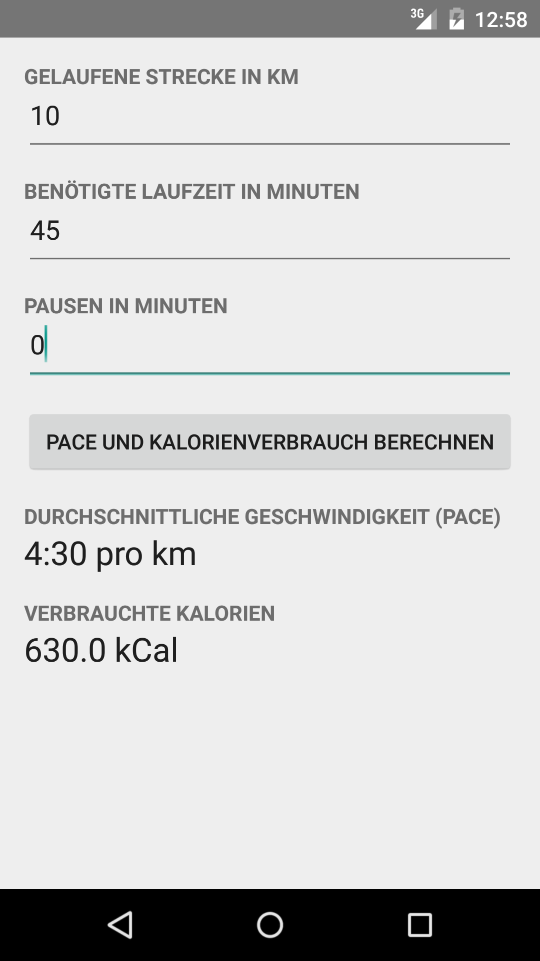 3G 12:58
GELAUFENE STRECKE IN KM
10
BENÖTIGTE LAUFZEIT IN MINUTEN
45
PAUSEN IN MINUTEN
0
PACE UND KALORIENVERBRAUCH BERECHNEN
DURCHSCHNITTLICHE GESCHWINDIGKEIT (PACE)
4:30 pro km
VERBRAUCHTE KALORIEN
630.0 kCal